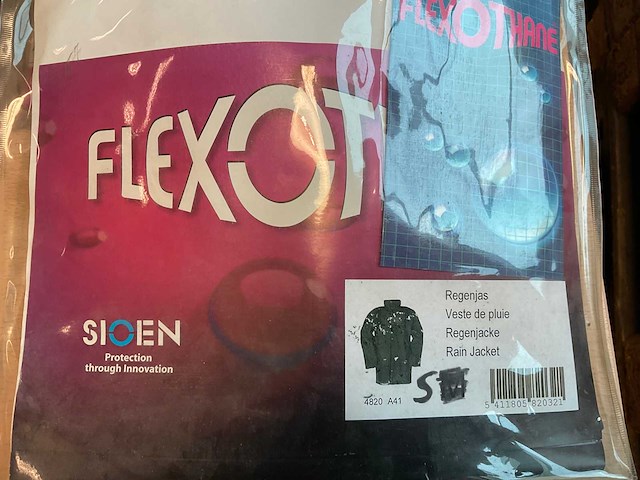 FLEXOTHANE
FLEXOT
SIOEN
Protection
through Innovation
Regenjas
Veste de pluie
Regenjacke
Rain Jacket
4820 A41
S M
5 411805 820321